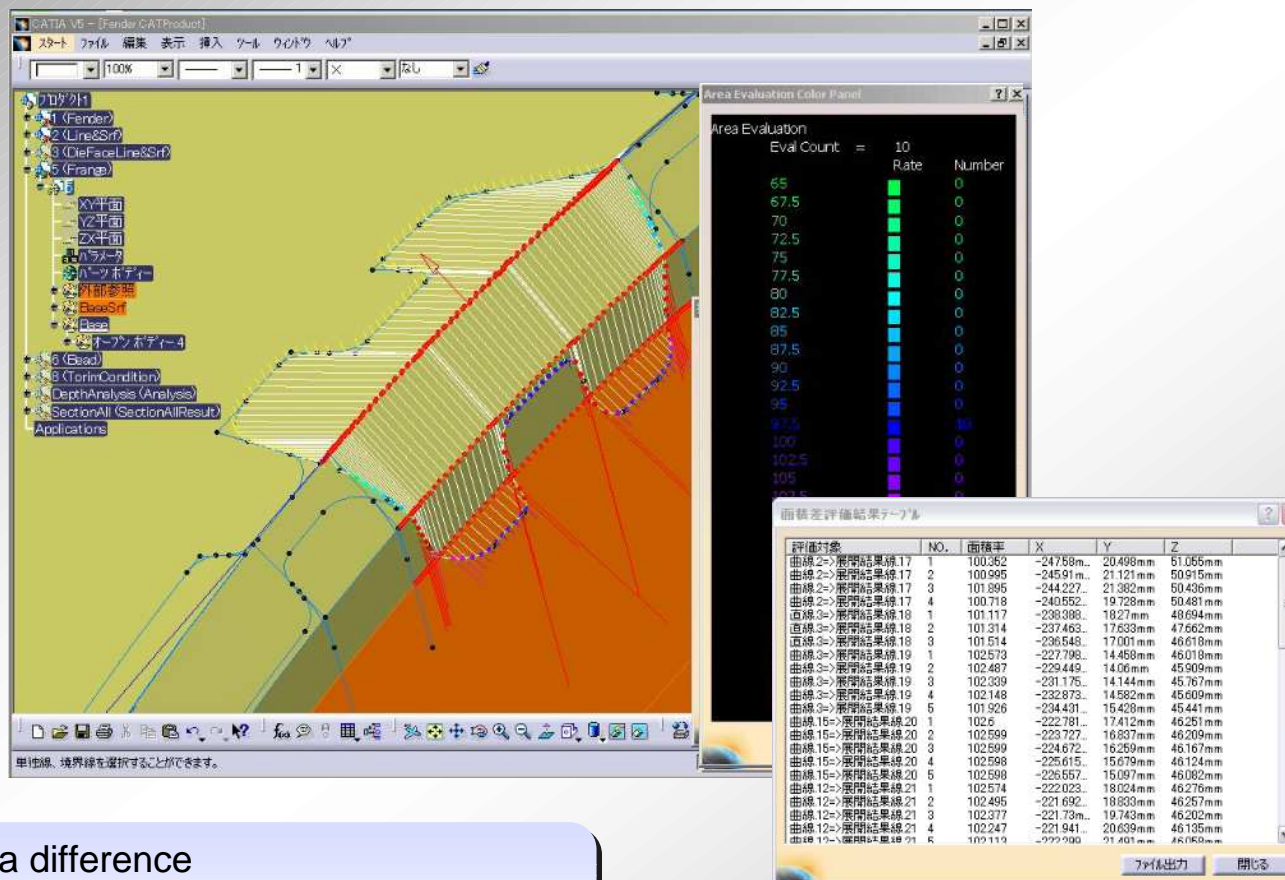 CATIA V5 - [Fender.CATProduct]
スタート ファイル 編集 表示 挿入 ツール ウィンドウ ヘルプ
100% 1 なし
プロダクト1
1 (Fender)
2 (Line&Srf)
3 (DieFaceLine&Srf)
5 (Frange)
5
XY平面
YZ平面
ZX平面
パラメータ
パーツ ボディー
外部参照
BaseSrf
Base
オープン ボディー4
6 (Bead)
8 (TorimCondition)
DepthAnalysis (Analysis)
SectionAll (SectionAllResult)
Applications
単独線、境界線を選択することができます。
Area Evaluation Color Panel
Area Evaluation
Eval Count = 10
Rate Number
65 0
67.5 0
70 0
72.5 0
75 0
77.5 0
80 0
82.5 0
85 0
87.5 0
90 0
92.5 0
95 0
97.5 10
100 0
102.5 0
105 0
面積差評価結果テーブル
評価対象 NO. 面積率 X Y Z
曲線.2=>展開結果線.17 1 100.352 -247.58m... 20.498mm 51.055mm
曲線.2=>展開結果線.17 2 100.995 -245.91m... 21.121mm 50.915mm
曲線.2=>展開結果線.17 3 101.895 -244.227... 21.382mm 50.436mm
曲線.2=>展開結果線.17 4 100.718 -240.552... 19.728mm 50.481mm
直線.3=>展開結果線.18 1 101.117 -238.388... 18.27mm 48.694mm
直線.3=>展開結果線.18 2 101.314 -237.463... 17.633mm 47.662mm
直線.3=>展開結果線.18 3 101.514 -236.548... 17.001mm 46.618mm
曲線.3=>展開結果線.19 1 102.573 -227.798... 14.458mm 46.018mm
曲線.3=>展開結果線.19 2 102.487 -229.449... 14.06mm 45.909mm
曲線.3=>展開結果線.19 3 102.339 -231.175... 14.144mm 45.767mm
曲線.3=>展開結果線.19 4 102.148 -232.873... 14.582mm 45.609mm
曲線.3=>展開結果線.19 5 101.926 -234.431... 15.428mm 45.441mm
曲線.15=>展開結果線.20 1 102.6 -222.781... 17.412mm 46.251mm
曲線.15=>展開結果線.20 2 102.599 -223.727... 16.837mm 46.209mm
曲線.15=>展開結果線.20 3 102.599 -224.672... 16.259mm 46.167mm
曲線.15=>展開結果線.20 4 102.598 -225.615... 15.679mm 46.124mm
曲線.15=>展開結果線.20 5 102.598 -226.557... 15.097mm 46.082mm
曲線.12=>展開結果線.21 1 102.574 -222.023... 18.024mm 46.276mm
曲線.12=>展開結果線.21 2 102.495 -221.692... 18.833mm 46.257mm
曲線.12=>展開結果線.21 3 102.377 -221.73m... 19.743mm 46.202mm
曲線.12=>展開結果線.21 4 102.247 -221.941... 20.639mm 46.135mm
曲線.12=>展開結果線.21 5 102.113 -222.299... 21.491mm 46.058mm
ファイル出力 閉じる
a difference